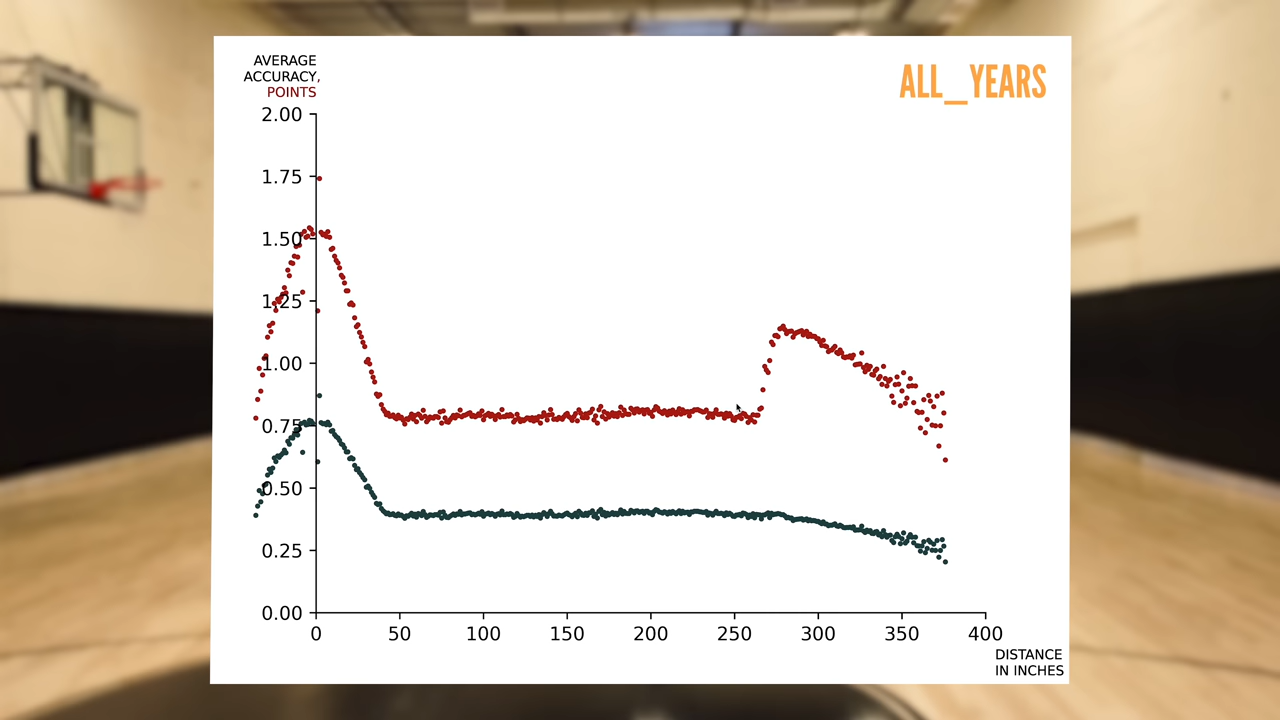 AVERAGE
ACCURACY,
POINTS
ALL_YEARS
2.00
1.75
1.50
1.25
1.00
0.75
0.50
0.25
0.00
0 50 100 150 200 250 300 350 400
DISTANCE
IN INCHES